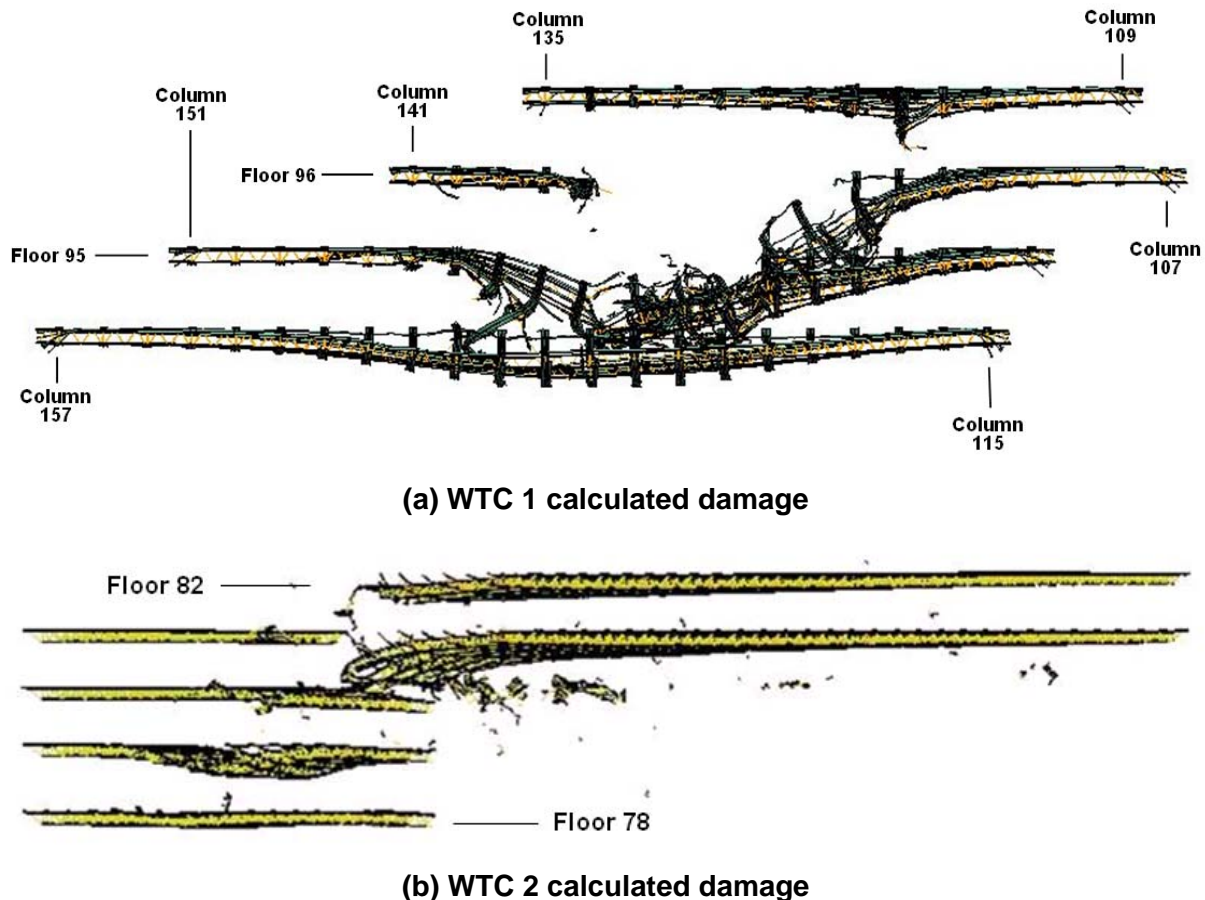 Column
135
Column
109
Column
151
Column
141
Floor 96
Floor 95
Column
107
Column
157
Column
115
(a) WTC 1 calculated damage
Floor 82
Floor 78
(b) WTC 2 calculated damage